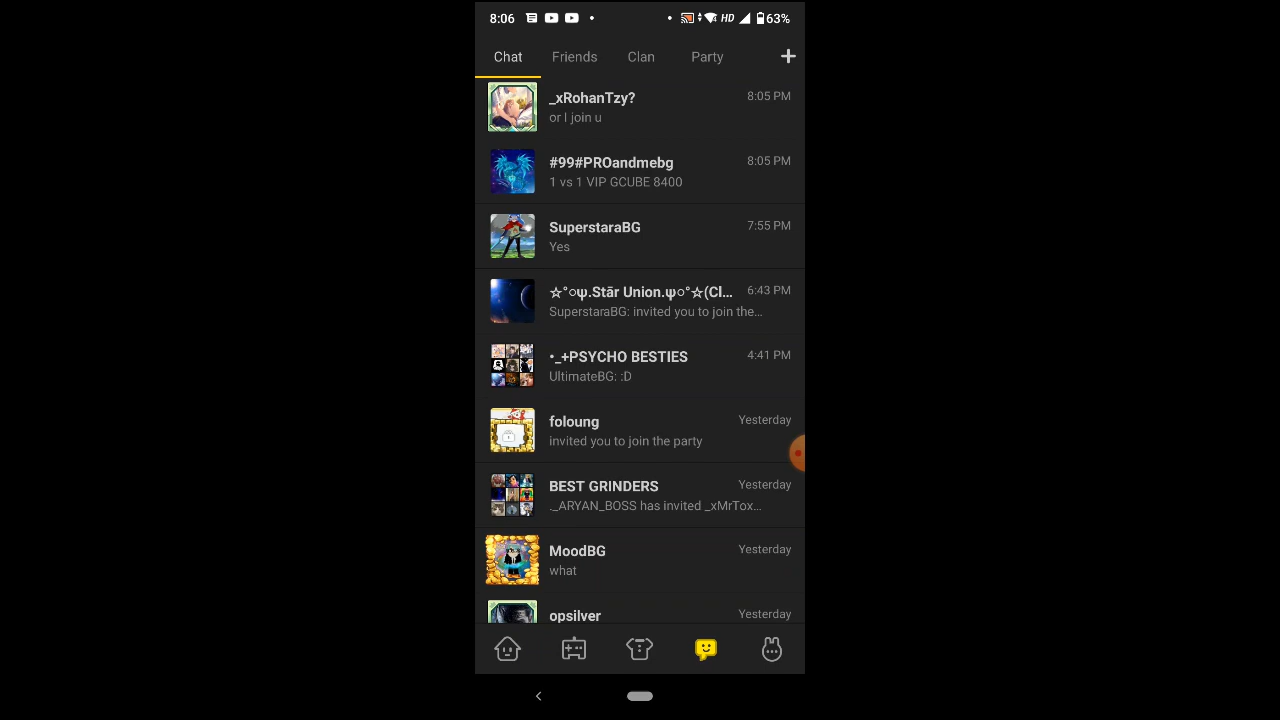 8:06
HD 63%
Chat Friends Clan Party
_xRohanTzy? 8:05 PM
or I join u
#99#PROandmebg 8:05 PM
1 vs 1 VIP GCUBE 8400
SuperstaraBG 7:55 PM
Yes
☆°○ψ.Stār Union.ψ○°☆(Cl... 6:43 PM
SuperstaraBG: invited you to join the...
•_+PSYCHO BESTIES 4:41 PM
UltimateBG: :D
foloung Yesterday
invited you to join the party
BEST GRINDERS Yesterday
._ARYAN_BOSS has invited _xMrTox...
MoodBG Yesterday
what
opsilver Yesterday